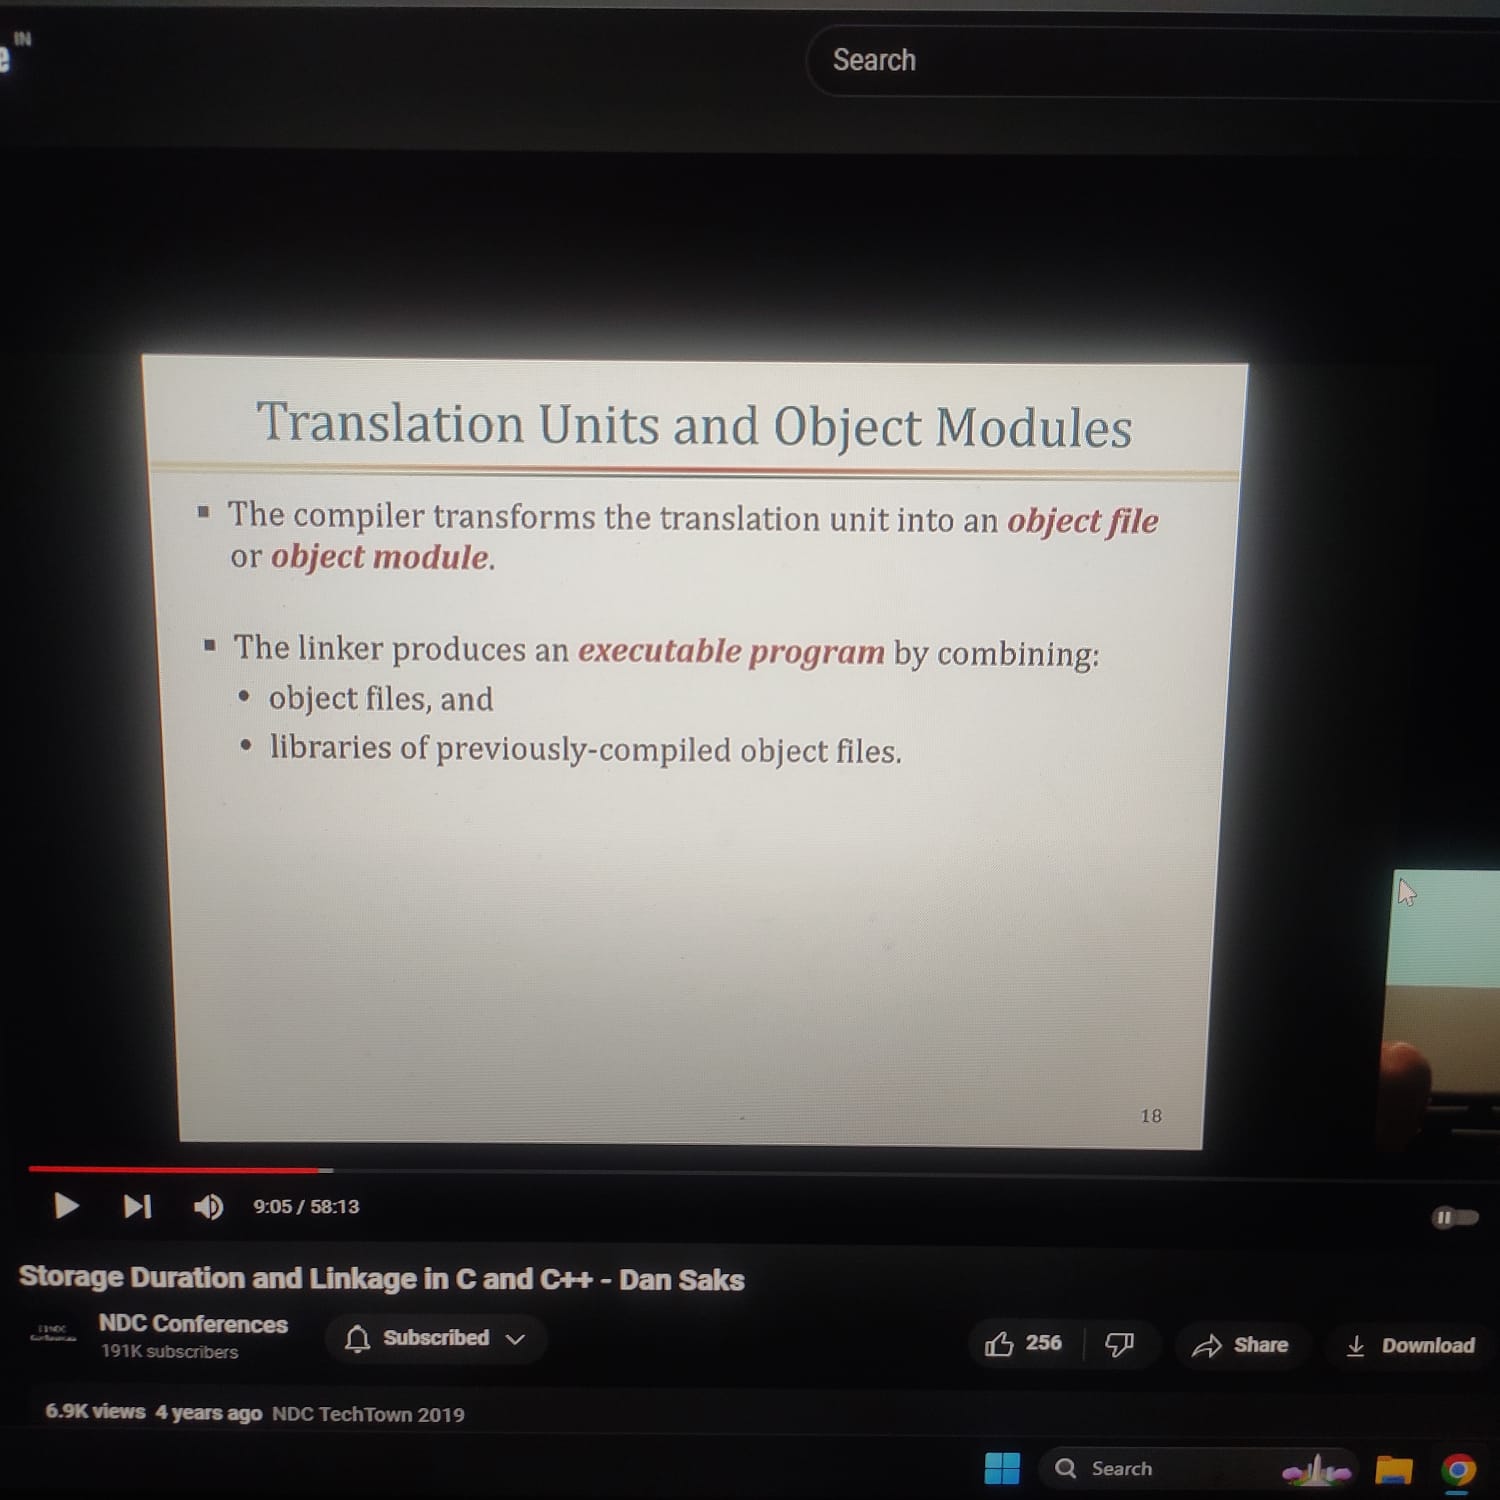 IN
Search
Translation Units and Object Modules
▪ The compiler transforms the translation unit into an object file
or object module.
▪ The linker produces an executable program by combining:
• object files, and
• libraries of previously-compiled object files.
18
9:05 / 58:13
Storage Duration and Linkage in C and C++ - Dan Saks
NDC Conferences
191K subscribers
Subscribed
256
Share
Download
6.9K views 4 years ago NDC TechTown 2019
Search